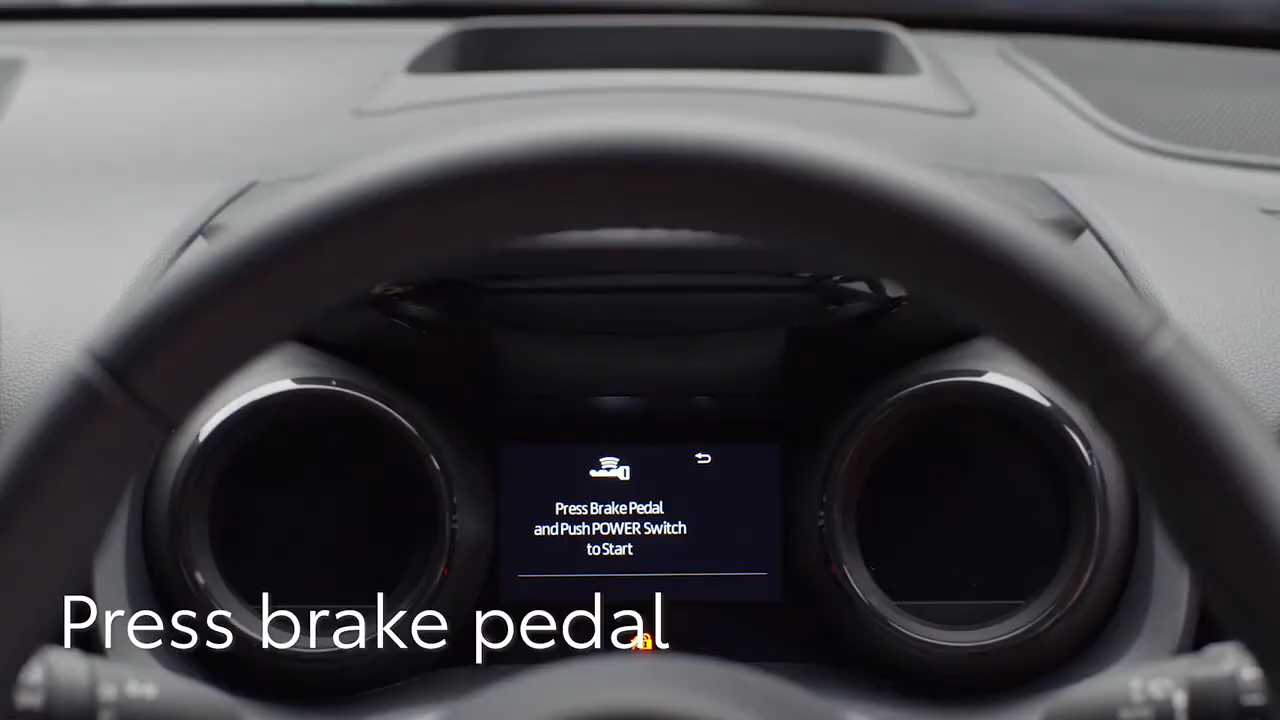 Press Brake Pedal
and Push POWER Switch
to Start
Press brake pedal